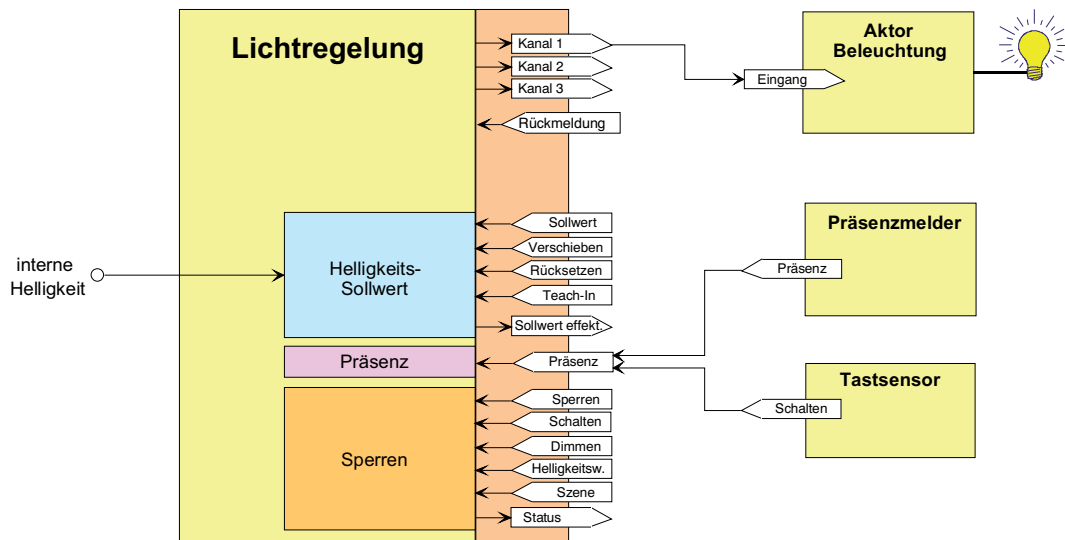 Lichtregelung
Kanal 1
Kanal 2
Kanal 3
Rückmeldung
Eingang
Aktor
Beleuchtung
interne
Helligkeit
Helligkeits-
Sollwert
Sollwert
Verschieben
Rücksetzen
Teach-In
Sollwert effekt.
Präsenz
Präsenz
Präsenzmelder
Präsenz
Tastsensor
Schalten
Sperren
Sperren
Schalten
Dimmen
Helligkeitsw.
Szene
Status